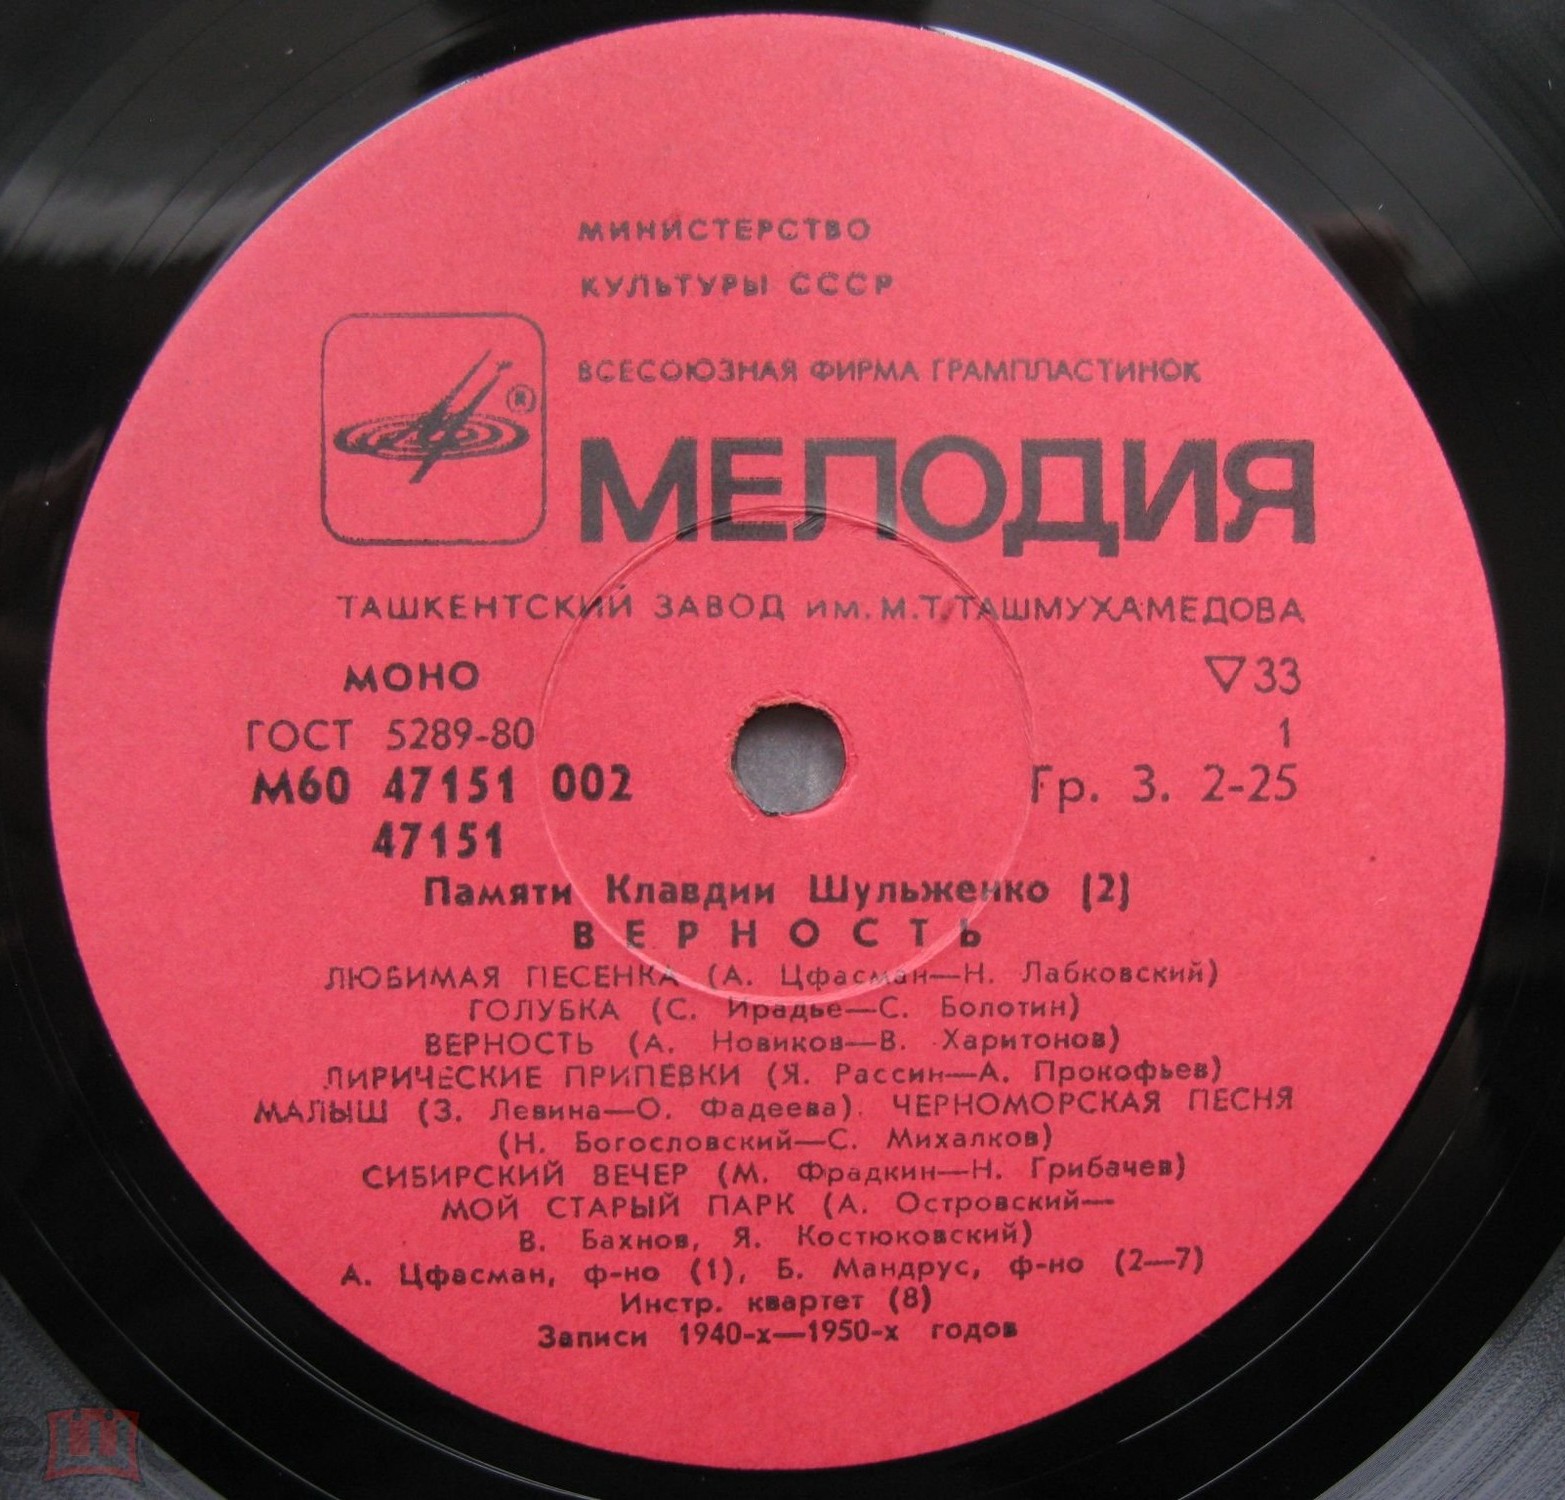 МИНИСТЕРСТВО
КУЛЬТУРЫ СССР
®
ВСЕСОЮЗНАЯ ФИРМА ГРАМПЛАСТИНОК
МЕЛОДИЯ
ТАШКЕНТСКИЙ ЗАВОД им. М.Т.ТАШМУХАМЕДОВА
МОНО ▽33
ГОСТ 5289-80 1
М60 47151 002 Гр. 3. 2-25
47151
Памяти Клавдии Шульженко (2)
ВЕРНОСТЬ
ЛЮБИМАЯ ПЕСЕНКА (А. Цфасман—Н. Лабковский)
ГОЛУБКА (С. Ирадье—С. Болотин)
ВЕРНОСТЬ (А. Новиков—В. Харитонов)
ЛИРИЧЕСКИЕ ПРИПЕВКИ (Я. Рассин—А. Прокофьев)
МАЛЫШ (З. Левина—О. Фадеева). ЧЕРНОМОРСКАЯ ПЕСНЯ
(Н. Богословский—С. Михалков)
СИБИРСКИЙ ВЕЧЕР (М. Фрадкин—Н. Грибачев)
МОЙ СТАРЫЙ ПАРК (А. Островский—
В. Бахнов, Я. Костюковский)
А. Цфасман, ф-но (1), Б. Мандрус, ф-но (2—7)
Инстр. квартет (8)
Записи 1940-х—1950-х годов